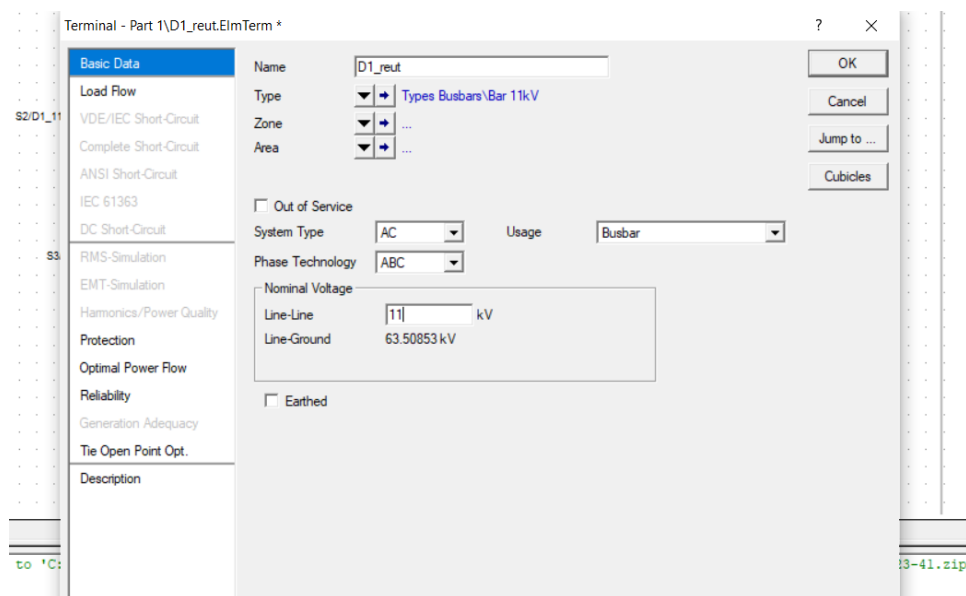 Terminal - Part 1\D1_reut.ElmTerm *
?
Basic Data
Load Flow
VDE/IEC Short-Circuit
Complete Short-Circuit
ANSI Short-Circuit
IEC 61363
DC Short-Circuit
RMS-Simulation
EMT-Simulation
Harmonics/Power Quality
Protection
Optimal Power Flow
Reliability
Generation Adequacy
Tie Open Point Opt.
Description
Name D1_reut
Type Types Busbars\Bar 11kV
Zone ...
Area ...
Out of Service
System Type AC Usage Busbar
Phase Technology ABC
Nominal Voltage
Line-Line 11 kV
Line-Ground 63.50853 kV
Earthed
OK
Cancel
Jump to ...
Cubicles
S2/D1_11
S3/
to 'C:
23-41.zip